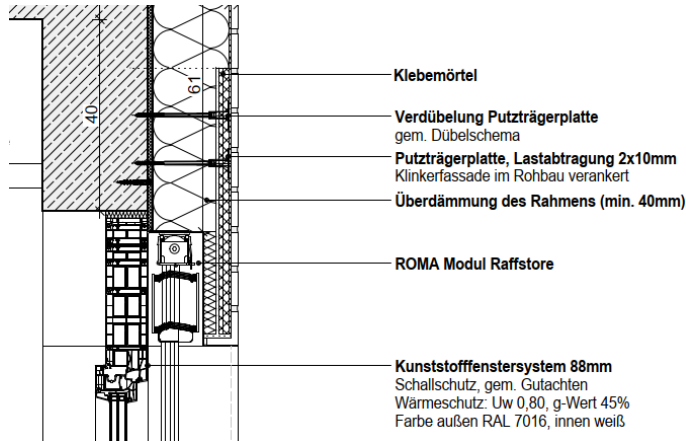 Klebemörtel
61
Verdübelung Putzträgerplatte
40
gem. Dübelschema
Putzträgerplatte, Lastabtragung 2x10mm
Klinkerfassade im Rohbau verankert
Überdämmung des Rahmens (min. 40mm)
ROMA Modul Raffstore
Kunststofffenstersystem 88mm
Schallschutz, gem. Gutachten
Wärmeschutz: Uw 0,80, g-Wert 45%
Farbe außen RAL 7016, innen weiß